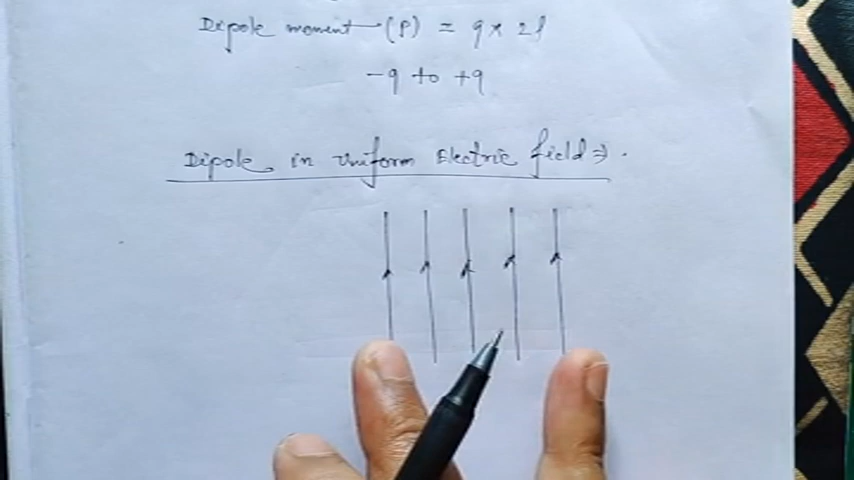 Dipole moment → (P) = q × 2l
-q to +q
Dipole in Uniform Electric field ⇒.